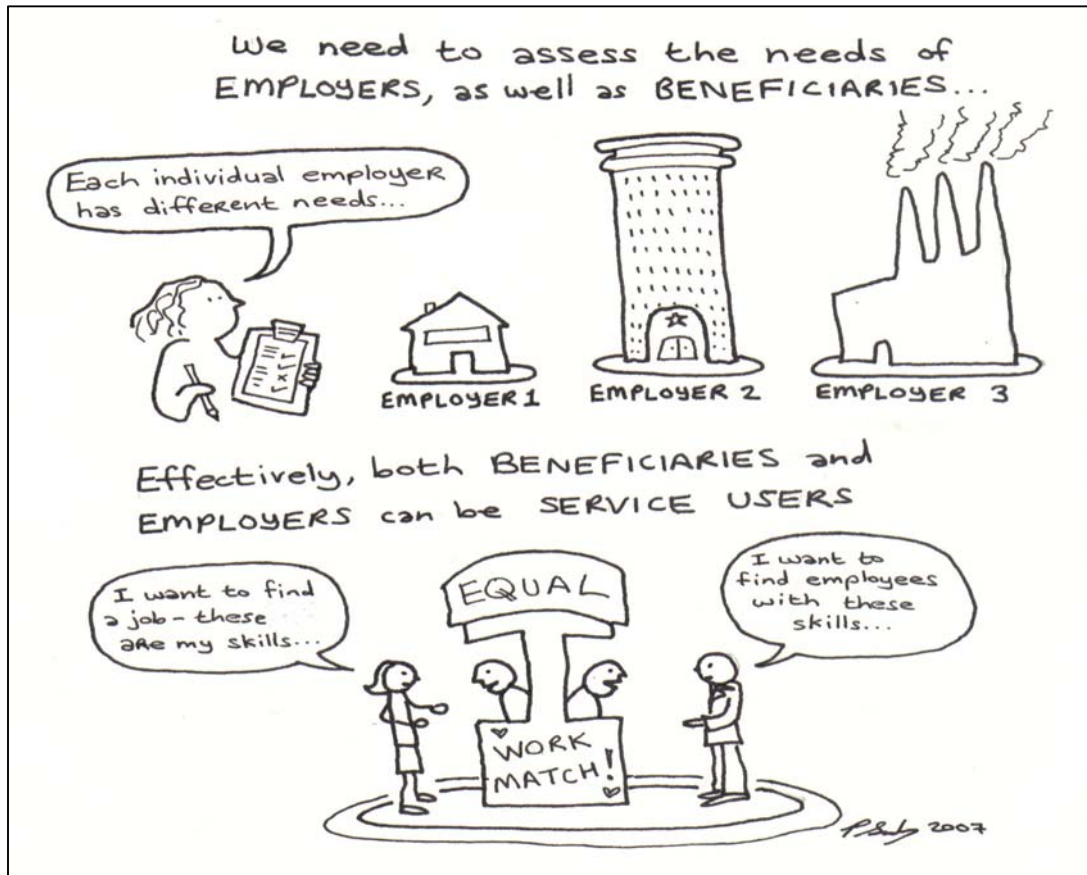 We need to assess the needs of
EMPLOYERS, as well as BENEFICIARIES...
Each individual employer
has different needs...
EMPLOYER 1
EMPLOYER 2
EMPLOYER 3
Effectively, both BENEFICIARIES and
EMPLOYERS can be SERVICE USERS
I want to find
a job - these
are my skills...
EQUAL
I want to
find employees
with these
skills...
WORK
MATCH!
2007